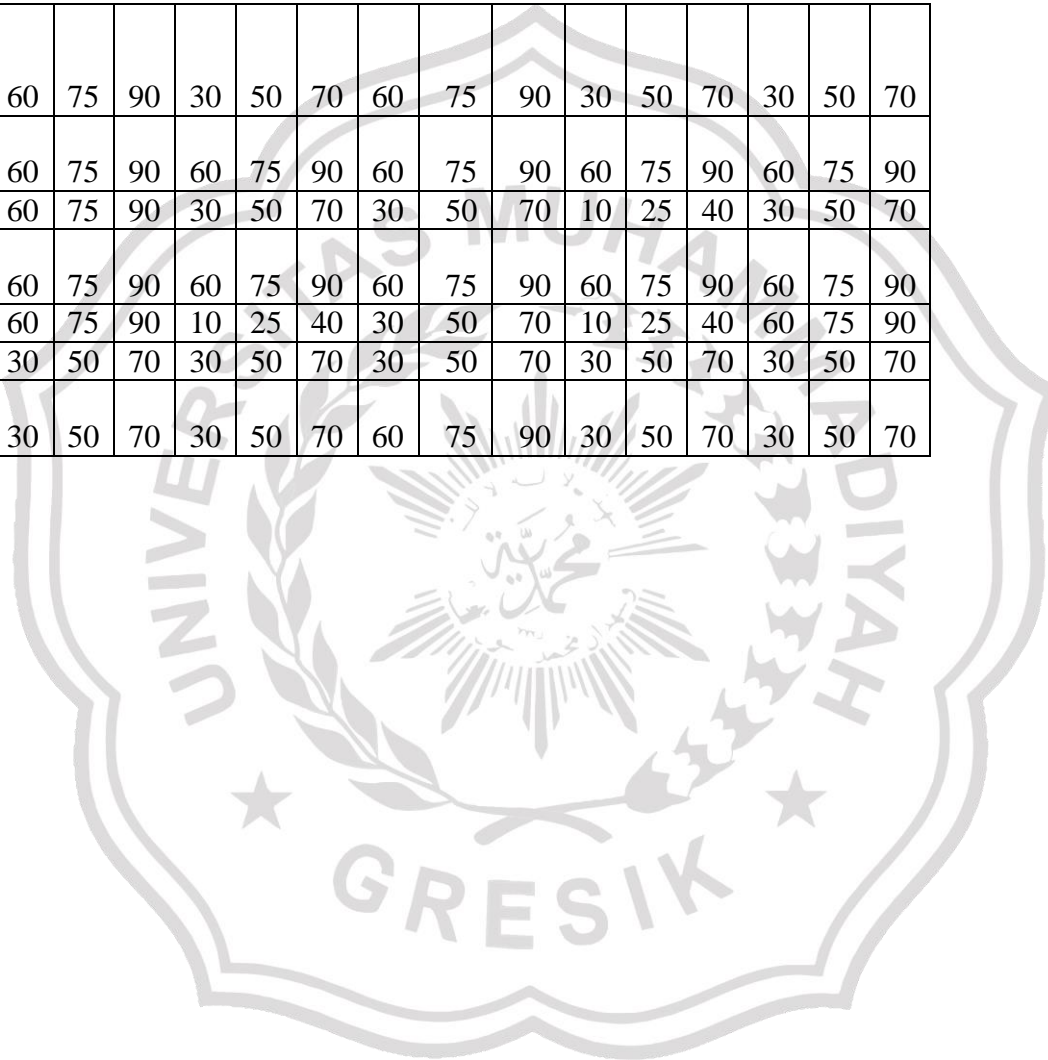 60 75 90 30 50 70 60 75 90 30 50 70 30 50 70
60 75 90 60 75 90 60 75 90 60 75 90 60 75 90
60 75 90 30 50 70 30 50 70 10 25 40 30 50 70
60 75 90 60 75 90 60 75 90 60 75 90 60 75 90
60 75 90 10 25 40 30 50 70 10 25 40 60 75 90
30 50 70 30 50 70 30 50 70 30 50 70 30 50 70
30 50 70 30 50 70 60 75 90 30 50 70 30 50 70
UNIVERSITAS MUHAMMADIYAH
GRESIK